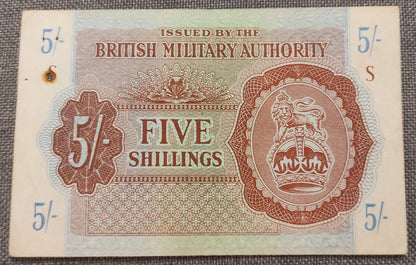 5/-
ISSUED BY THE
5/-
BRITISH MILITARY AUTHORITY
S
S
5/-
FIVE
SHILLINGS
5/-
5/-